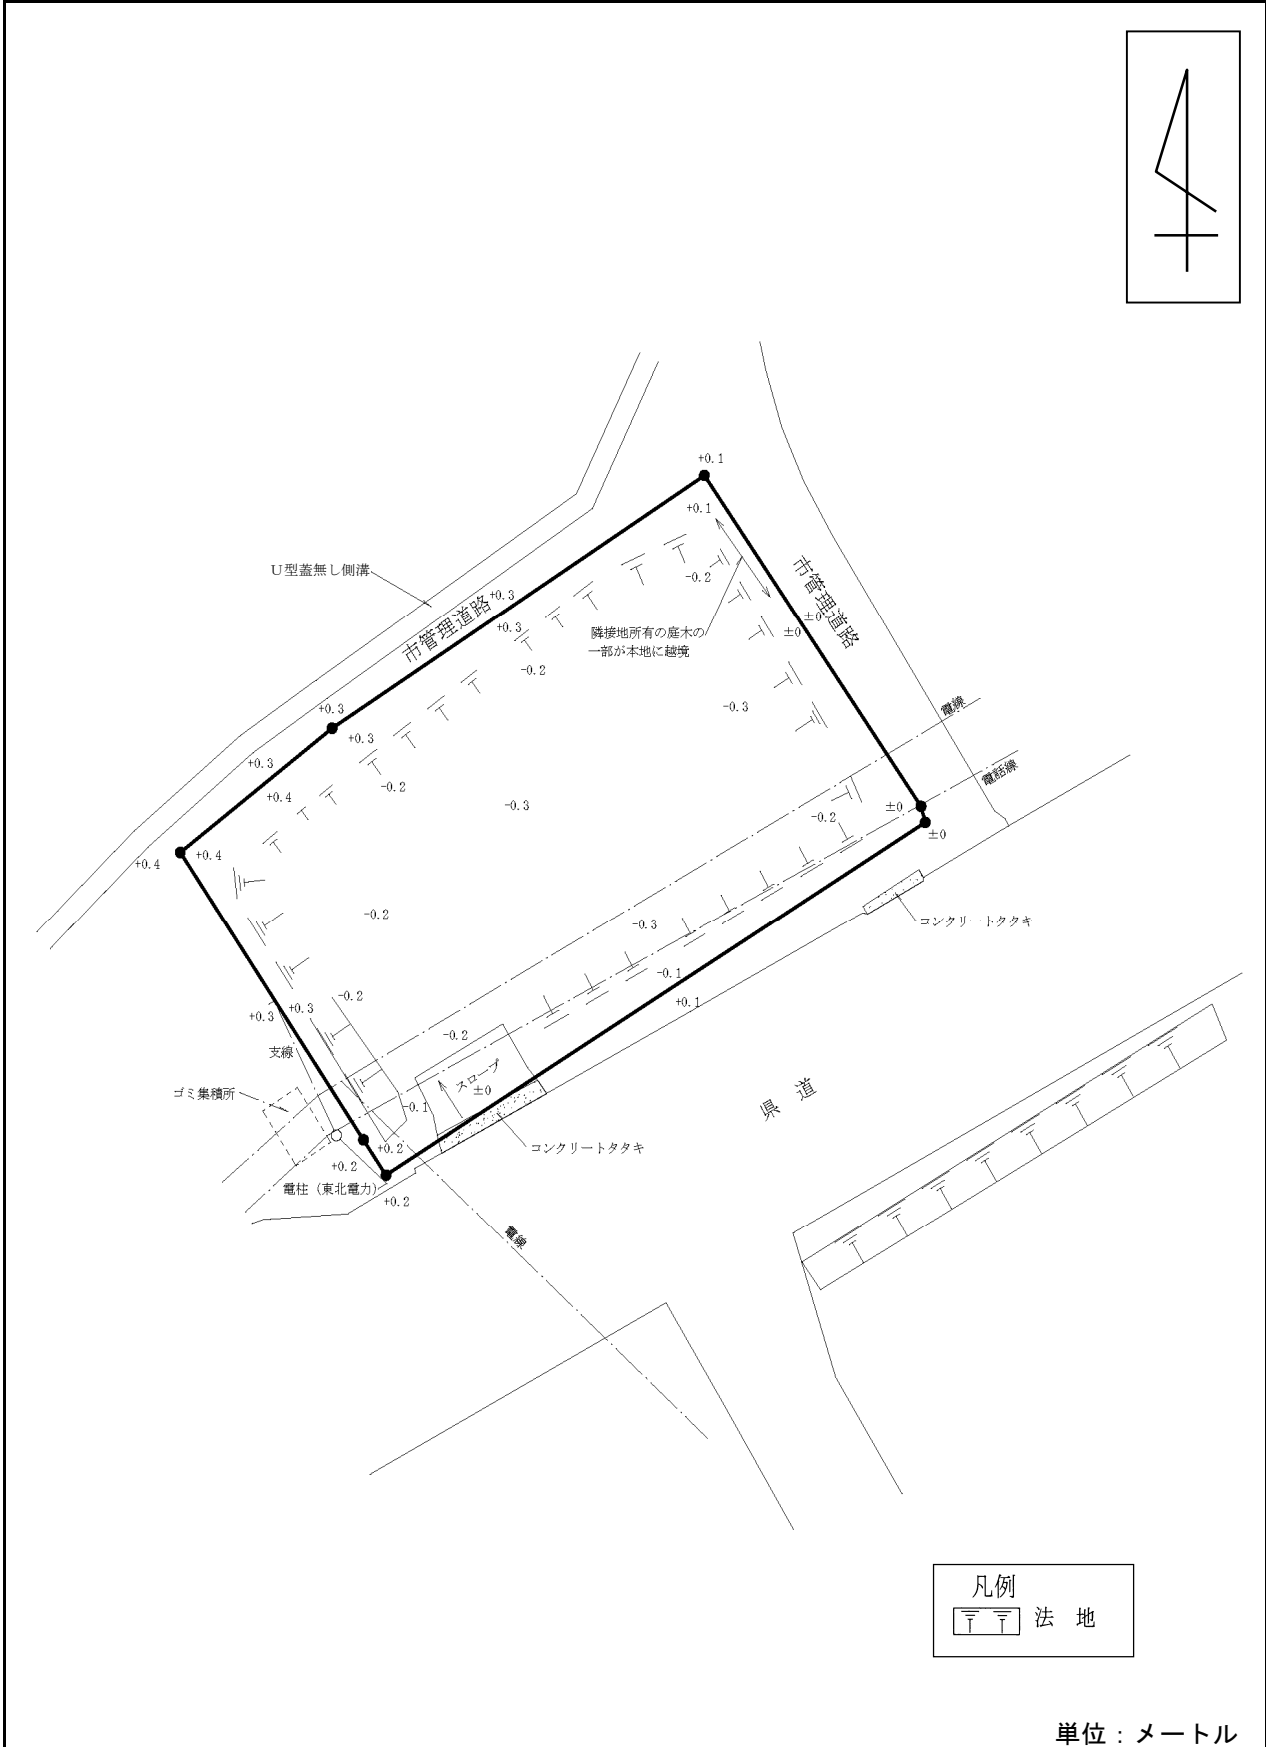 +0.1
+0.1
U型蓋無し側溝
-0.2
市管理道路
+0.3
市管理道路
±0
+0.3
隣接地所有の庭木の
±0
一部が本地に越境
-0.2
-0.3
電線
+0.3
+0.3
+0.3
電話線
-0.2
+0.4
-0.3
±0
-0.2
±0
+0.4
+0.4
-0.2
-0.3
コンクリートタタキ
-0.1
-0.2
+0.1
+0.3
+0.3
-0.2
支線
スロープ
±0
ゴミ集積所
-0.1
県道
+0.2
コンクリートタタキ
+0.2
電柱(東北電力)
+0.2
電線
凡例
法 地
単位:メートル